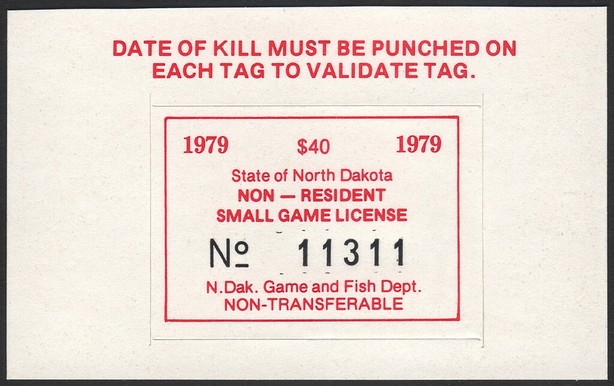 DATE OF KILL MUST BE PUNCHED ON
EACH TAG TO VALIDATE TAG.
1979 $40 1979
State of North Dakota
NON — RESIDENT
SMALL GAME LICENSE
Nº 11311
N.Dak. Game and Fish Dept.
NON-TRANSFERABLE